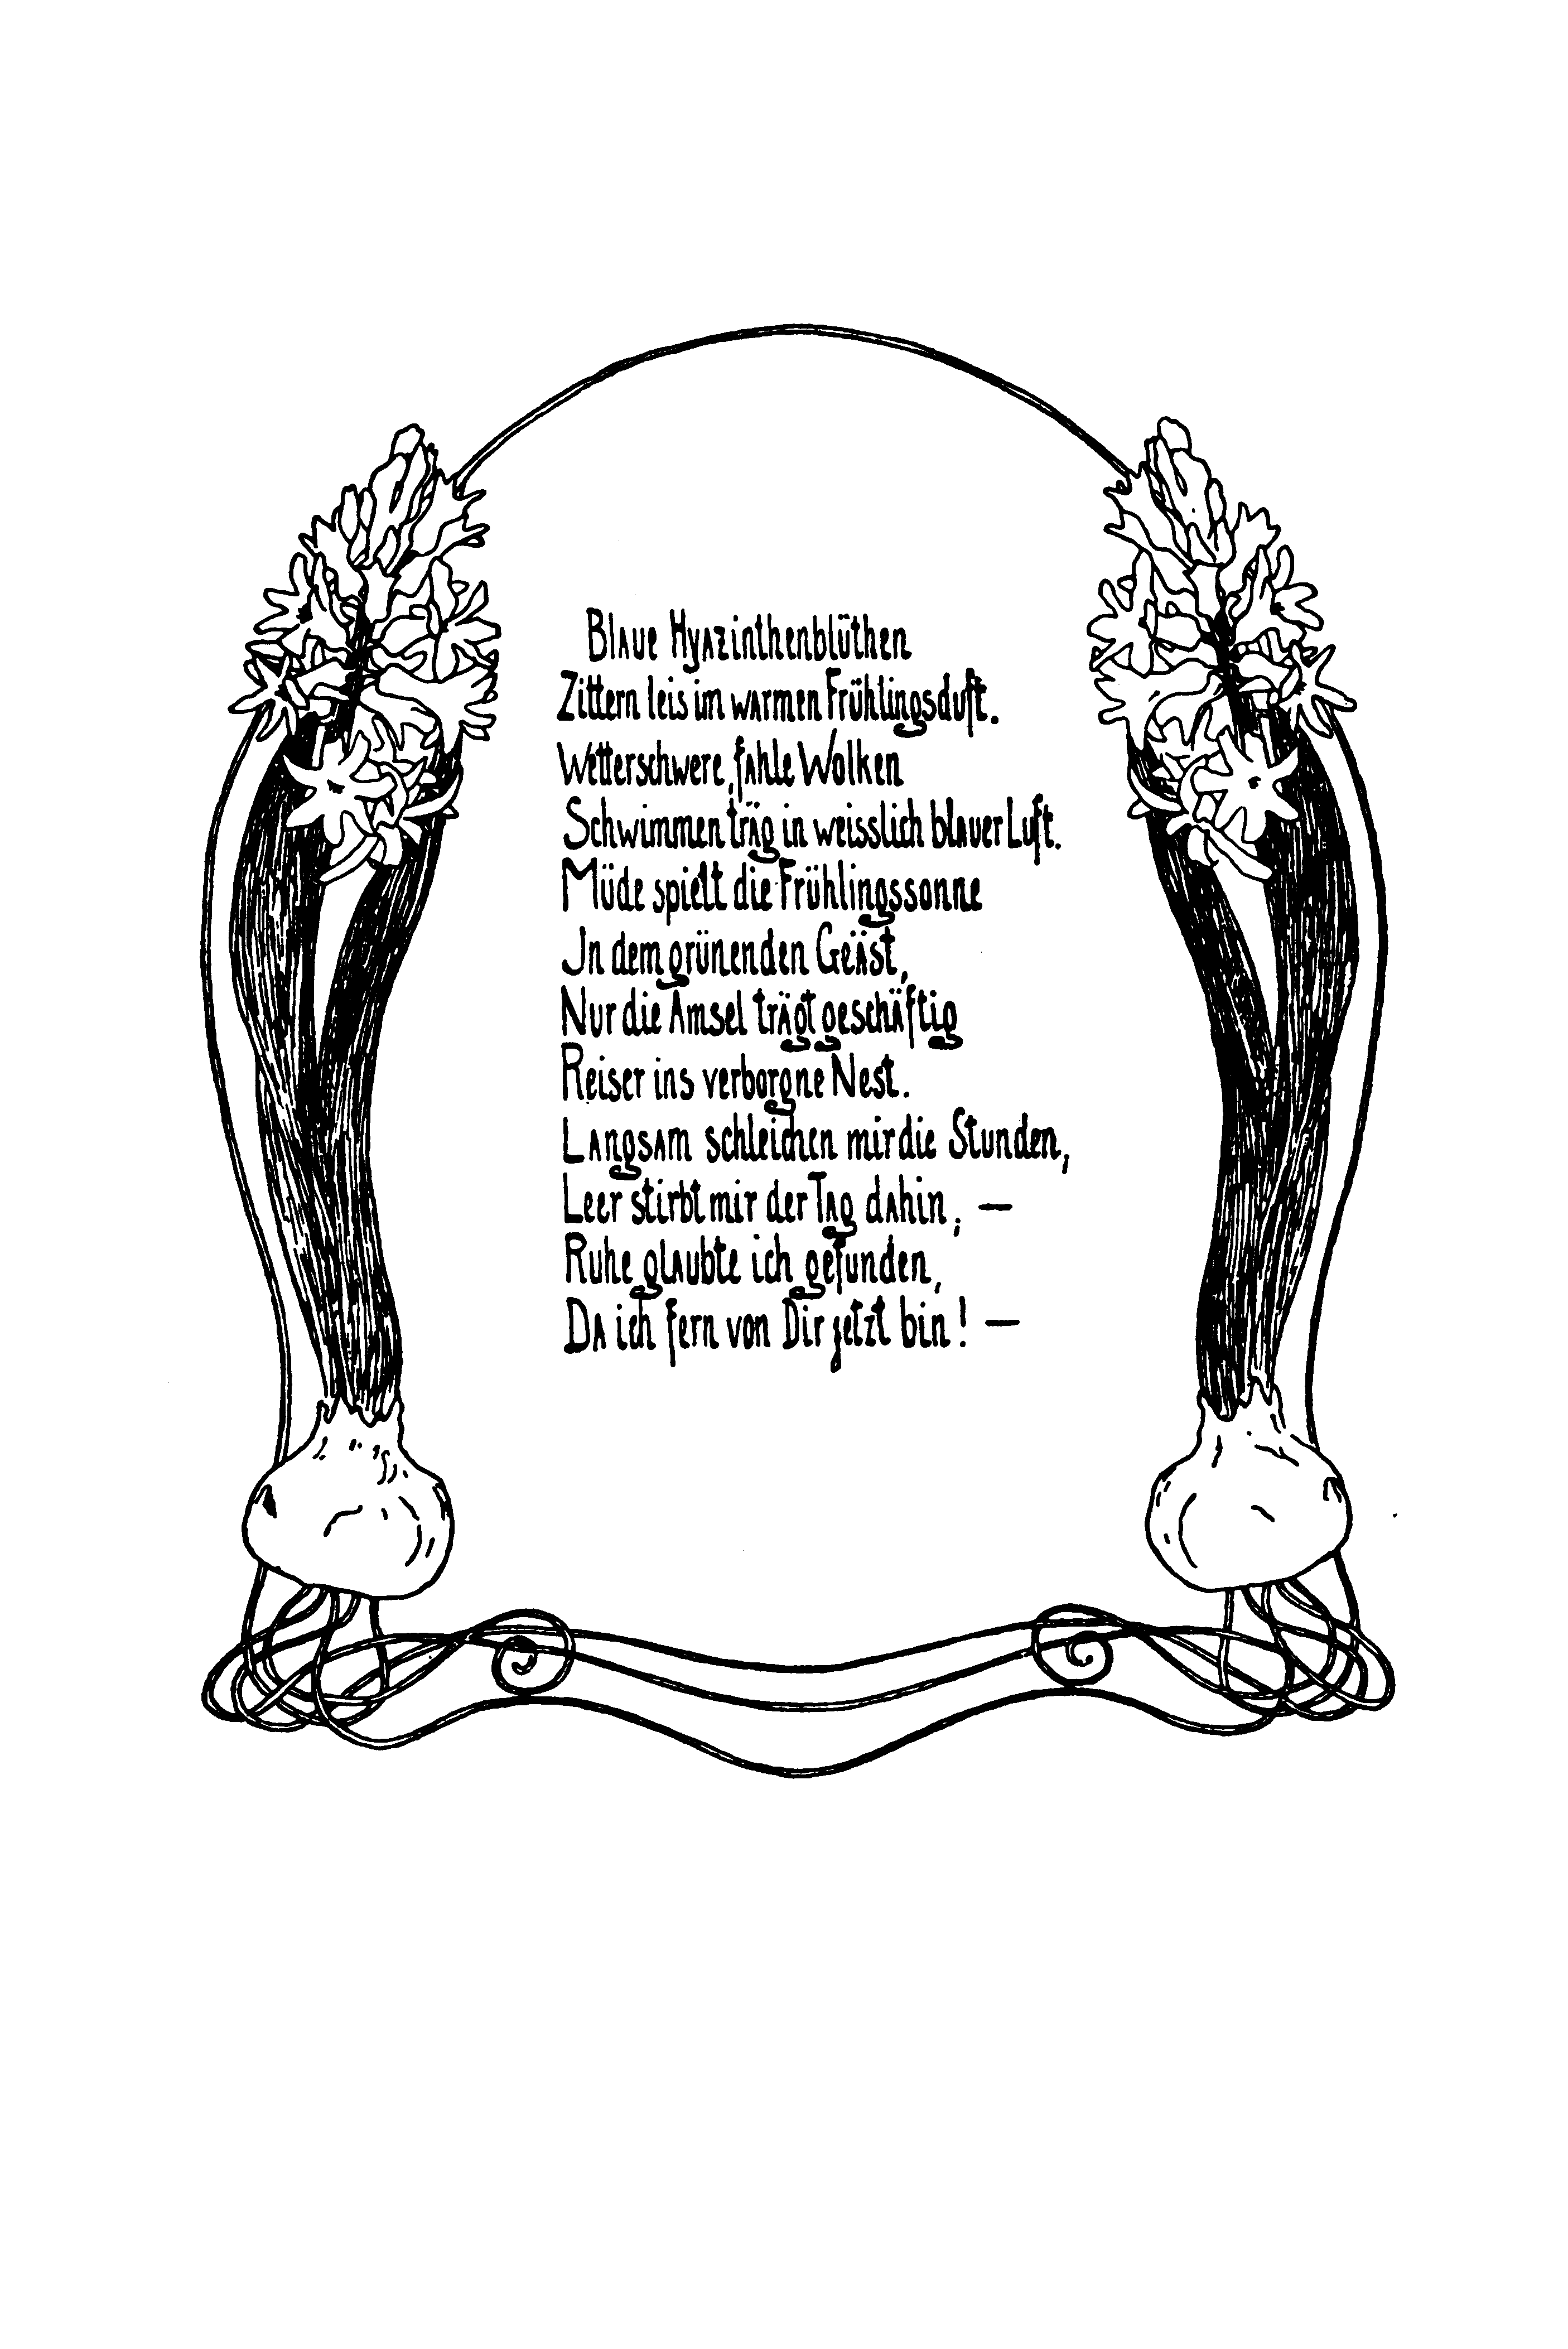 Blaue Hyazinthenblüthen
Zittern leis im warmen Frühlingsduft.
Wetterschwere, fahle Wolken
Schwimmen träg in weisslich blauer Luft.
Müde spielt die Frühlingssonne
In dem grünenden Geäst,
Nur die Amsel trägt geschäftig
Reiser ins verborgne Nest.
Langsam schleichen mir die Stunden,
Leer stirbt mir der Tag dahin, —
Ruhe glaubte ich gefunden,
Da ich fern von Dir jetzt bin! —